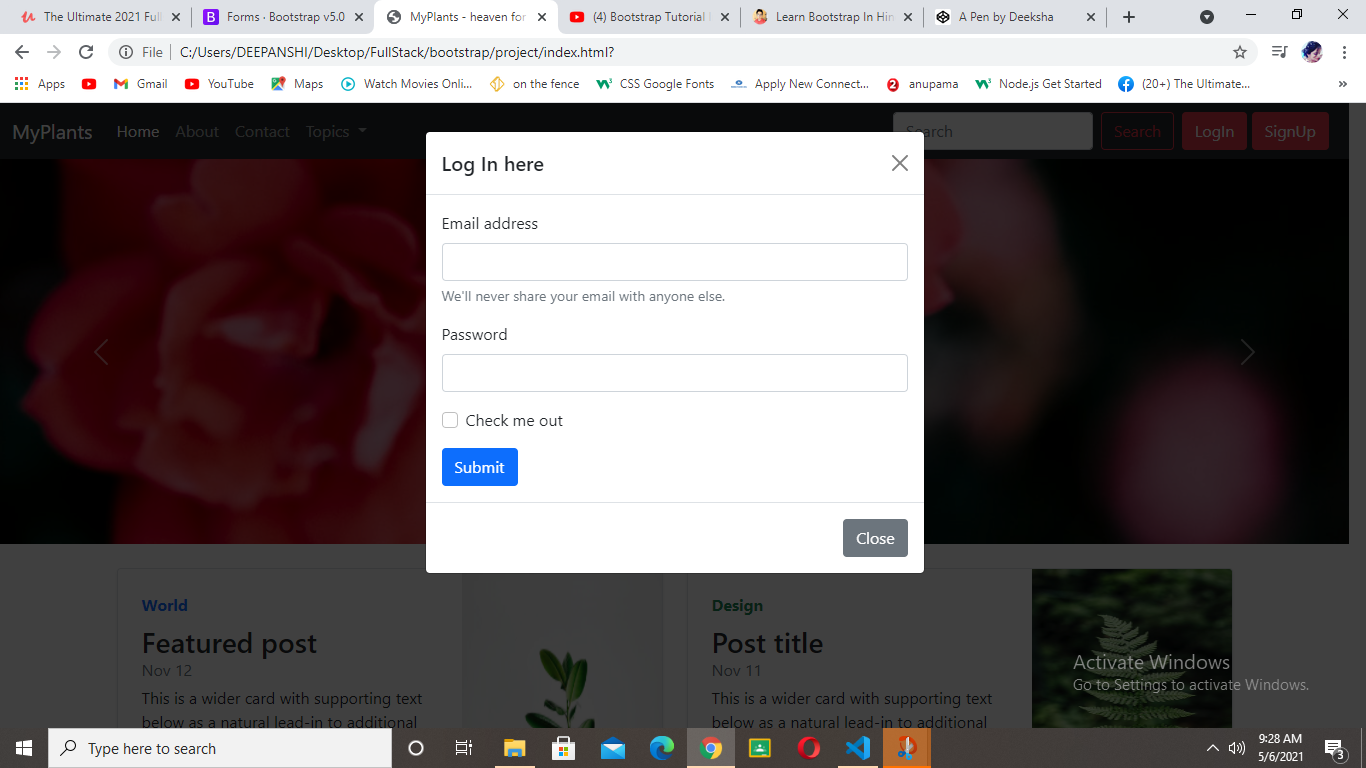 The Ultimate 2021 Full
Forms · Bootstrap v5.0
MyPlants - heaven for
(4) Bootstrap Tutorial
Learn Bootstrap In Hin
A Pen by Deeksha
File
C:/Users/DEEPANSHI/Desktop/FullStack/bootstrap/project/index.html?
Apps
Gmail
YouTube
Maps
Watch Movies Onli...
on the fence
CSS Google Fonts
Apply New Connect...
2
anupama
Node.js Get Started
(20+) The Ultimate...
»
MyPlants
Home
About
Contact
Topics
Search
Search
LogIn
SignUp
Log In here
Email address
We'll never share your email with anyone else.
Password
Check me out
Submit
Close
World
Featured post
Nov 12
This is a wider card with supporting text
below as a natural lead-in to additional
Design
Post title
Nov 11
This is a wider card with supporting text
below as a natural lead-in to additional
Activate Windows
Go to Settings to activate Windows.
Type here to search
9:28 AM
5/6/2021
3